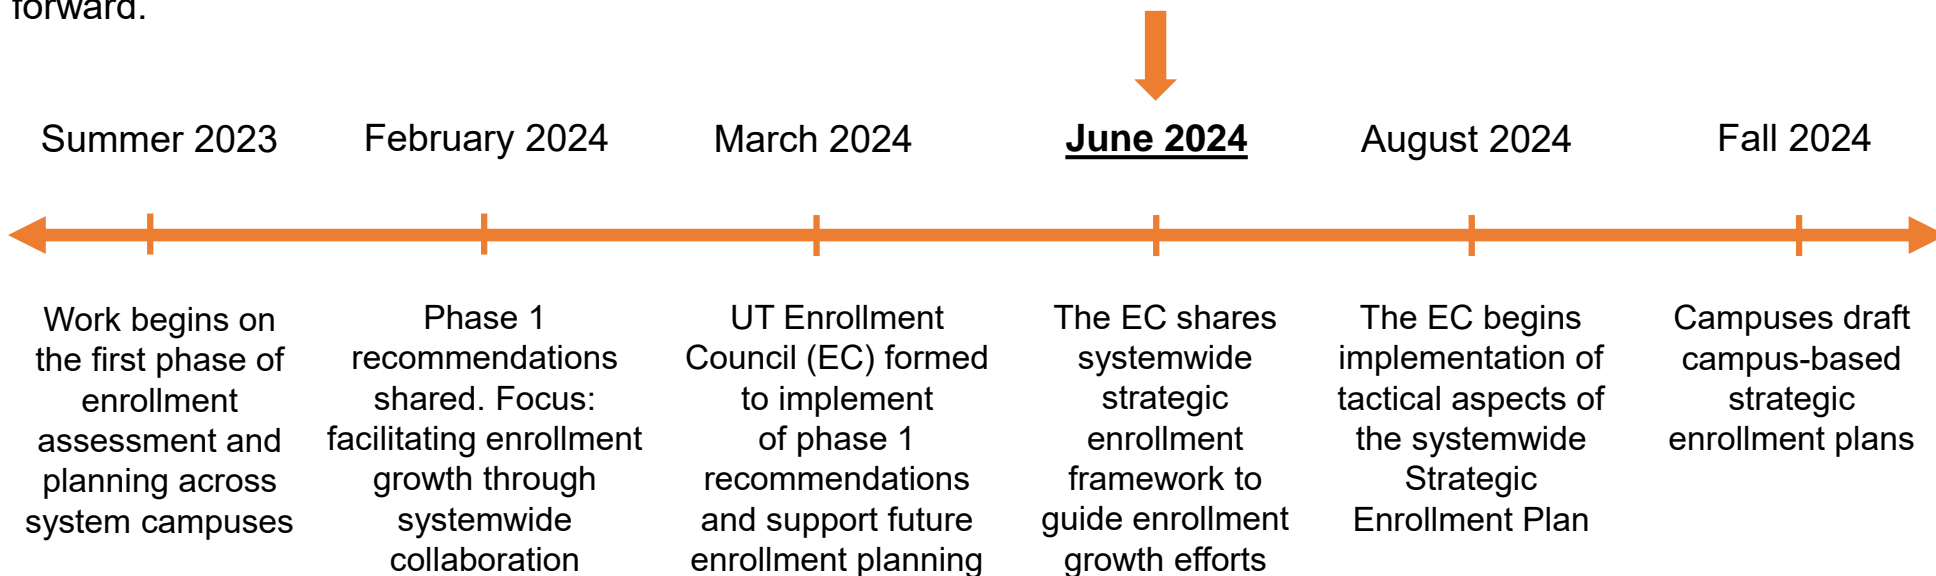 forward.
Summer 2023
February 2024
March 2024
June 2024
August 2024
Fall 2024
Work begins on
the first phase of
enrollment
assessment and
planning across
system campuses
Phase 1
recommendations
shared. Focus:
facilitating enrollment
growth through
systemwide
collaboration
UT Enrollment
Council (EC) formed
to implement
of phase 1
recommendations
and support future
enrollment planning
The EC shares
systemwide
strategic
enrollment
framework to
guide enrollment
growth efforts
The EC begins
implementation of
tactical aspects of
the systemwide
Strategic
Enrollment Plan
Campuses draft
campus-based
strategic
enrollment plans